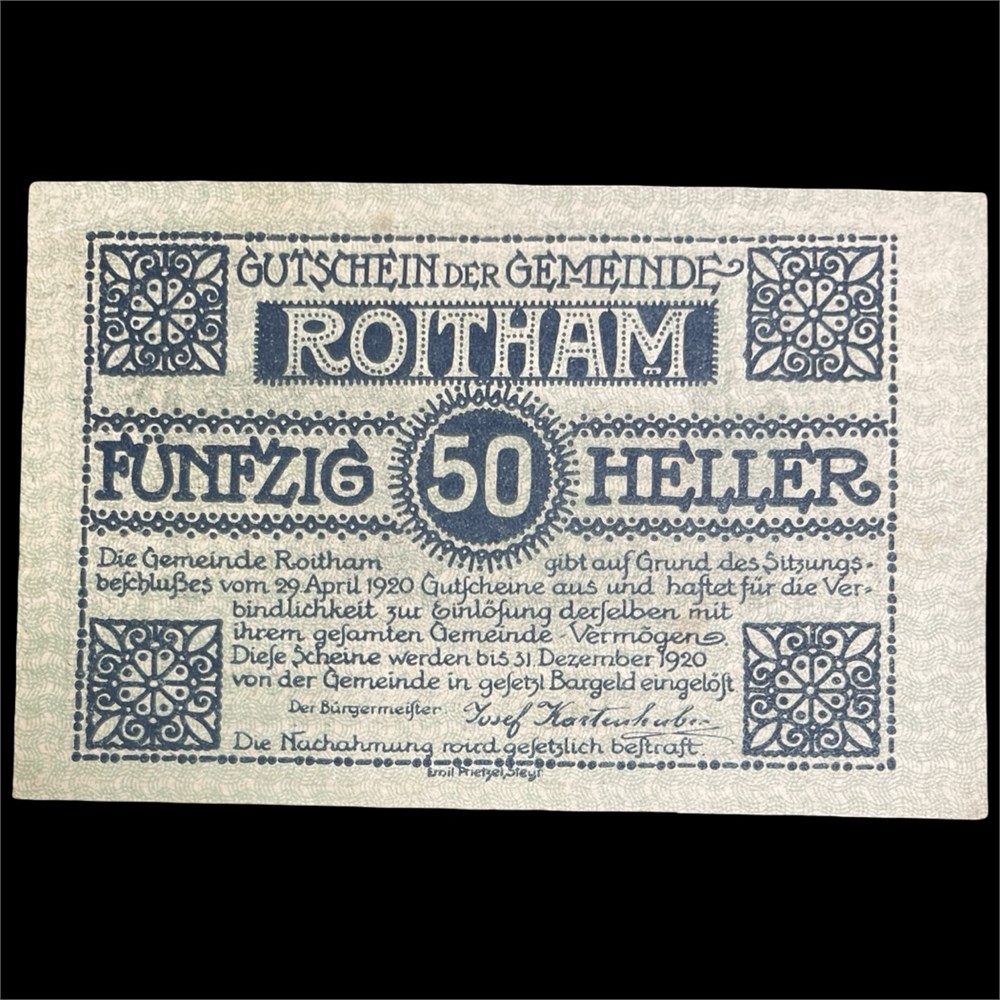 GUTSCHEIN DER GEMEINDE
ROITHAM
FÜNFZIG 50 HELLER
Die Gemeinde Roitham gibt auf Grund des Sitzungs-
beſchlußes vom 29. April 1920 Gutſcheine aus und haftet für die Ver-
bindlichkeit zur Einlöſung derſelben mit
ihrem geſamten Gemeinde-Vermögen.
Dieſe Scheine werden bis 31. Dezember 1920
von der Gemeinde in geſetzl Bargeld eingelöſt
Der Bürgermeiſter Josef Kastenhuber
Die Nachahmung wird geſetzlich beſtraft.
Emil Prietzel, Steyr